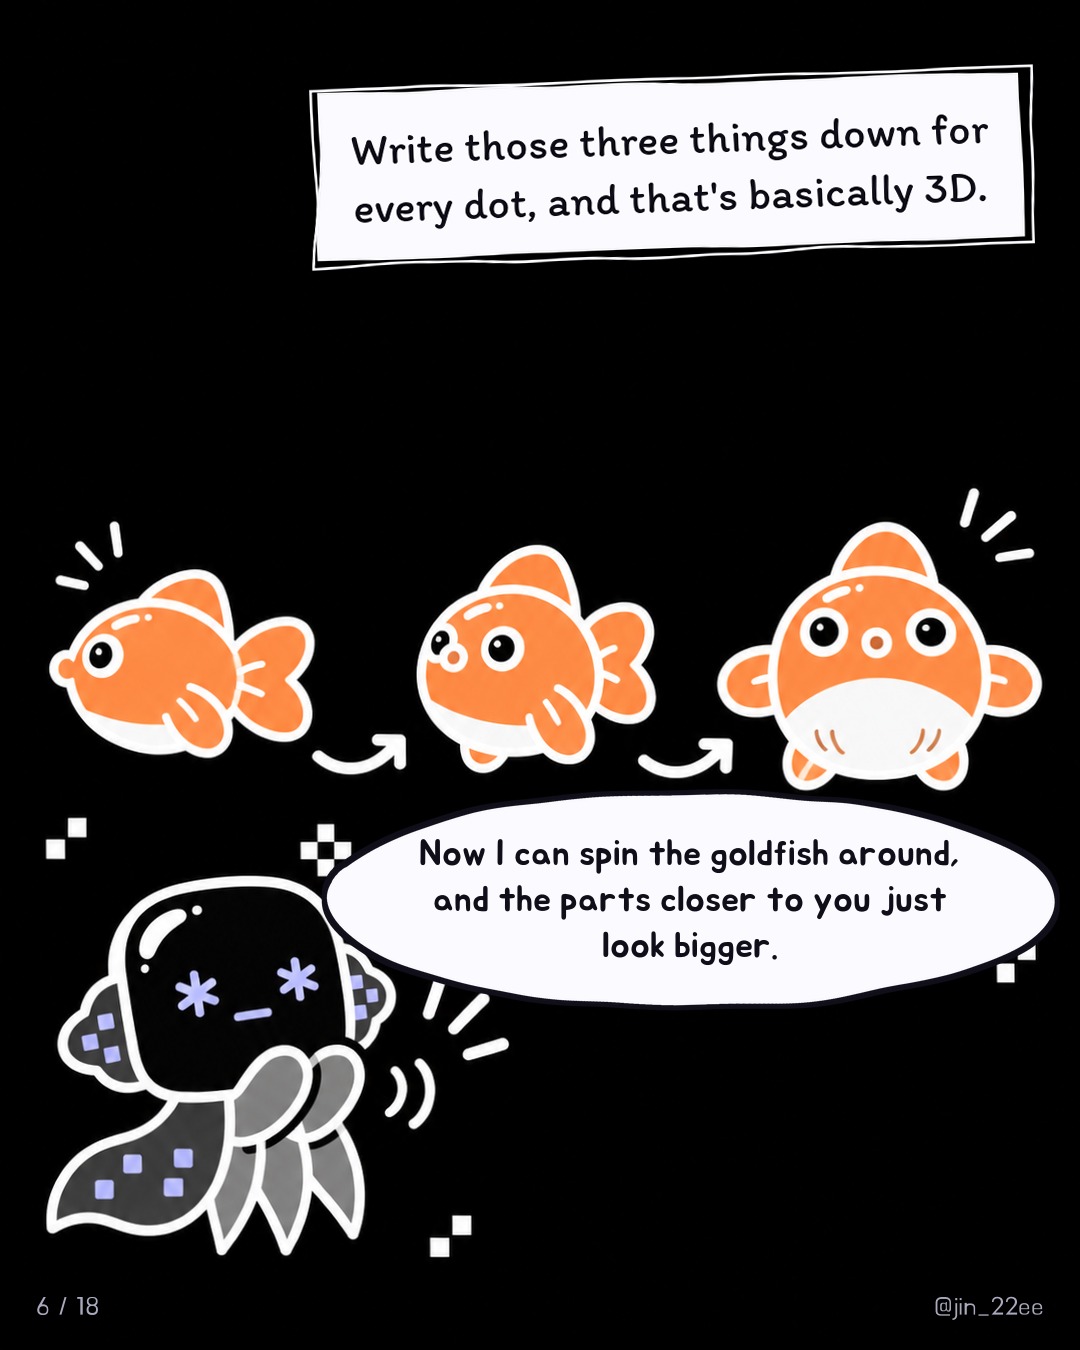 Write those three things down for
every dot, and that's basically 3D.
Now I can spin the goldfish around,
and the parts closer to you just
look bigger.
6 / 18
@jin_22ee